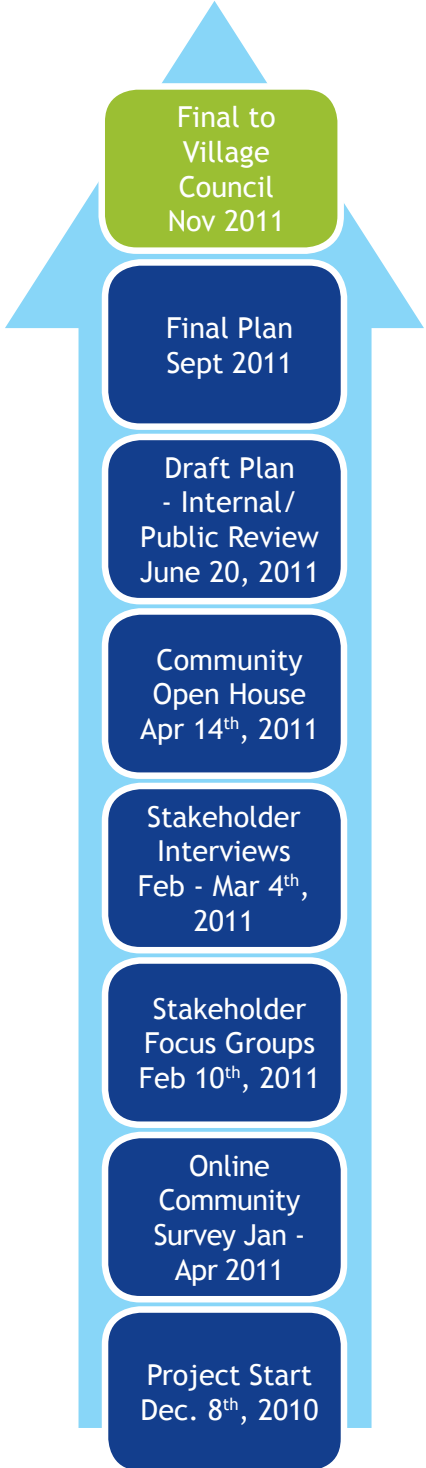 Final to
Village
Council
Nov 2011
Final Plan
Sept 2011
Draft Plan
- Internal/
Public Review
June 20, 2011
Community
Open House
Apr 14th, 2011
Stakeholder
Interviews
Feb - Mar 4th,
2011
Stakeholder
Focus Groups
Feb 10th, 2011
Online
Community
Survey Jan -
Apr 2011
Project Start
Dec. 8th, 2010